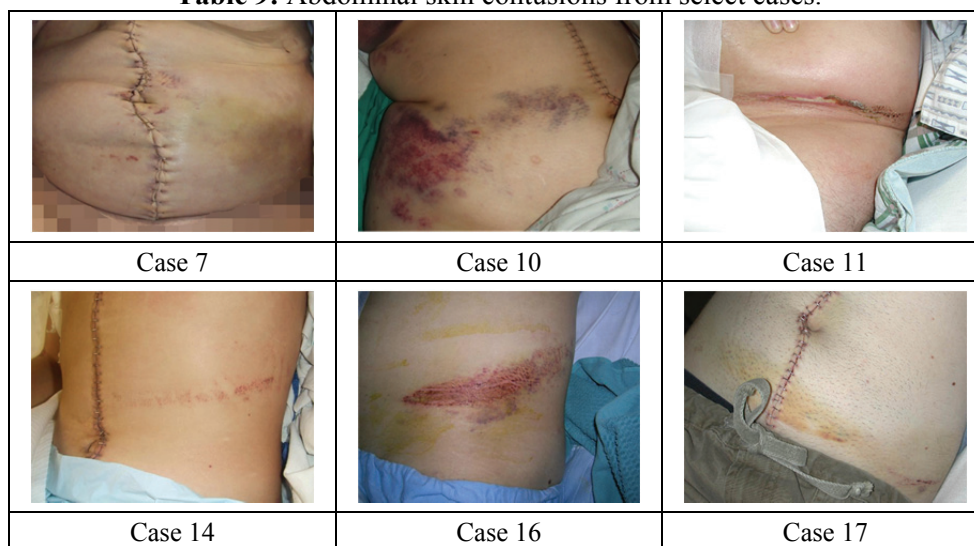 Table 9. Abdominal skin contusions from select cases.
Case 7
Case 10
Case 11
Case 14
Case 16
Case 17